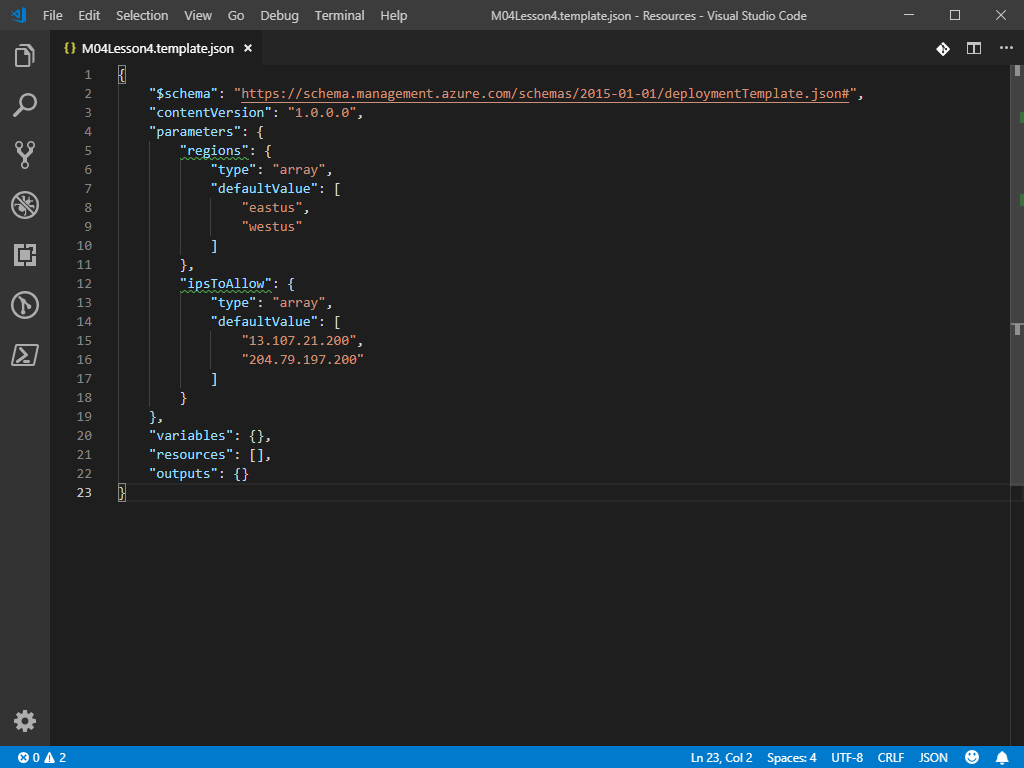 File Edit Selection View Go Debug Terminal Help M04Lesson4.template.json - Resources - Visual Studio Code
{} M04Lesson4.template.json ×
1 {
2 "$schema": "https://schema.management.azure.com/schemas/2015-01-01/deploymentTemplate.json#",
3 "contentVersion": "1.0.0.0",
4 "parameters": {
5 "regions": {
6 "type": "array",
7 "defaultValue": [
8 "eastus",
9 "westus"
10 ]
11 },
12 "ipsToAllow": {
13 "type": "array",
14 "defaultValue": [
15 "13.107.21.200",
16 "204.79.197.200"
17 ]
18 }
19 },
20 "variables": {},
21 "resources": [],
22 "outputs": {}
23 }
0 2 Ln 23, Col 2 Spaces: 4 UTF-8 CRLF JSON